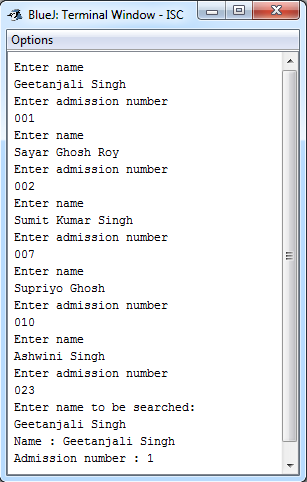 BlueJ: Terminal Window - ISC
Options
Enter name
Geetanjali Singh
Enter admission number
001
Enter name
Sayar Ghosh Roy
Enter admission number
002
Enter name
Sumit Kumar Singh
Enter admission number
007
Enter name
Supriyo Ghosh
Enter admission number
010
Enter name
Ashwini Singh
Enter admission number
023
Enter name to be searched:
Geetanjali Singh
Name : Geetanjali Singh
Admission number : 1